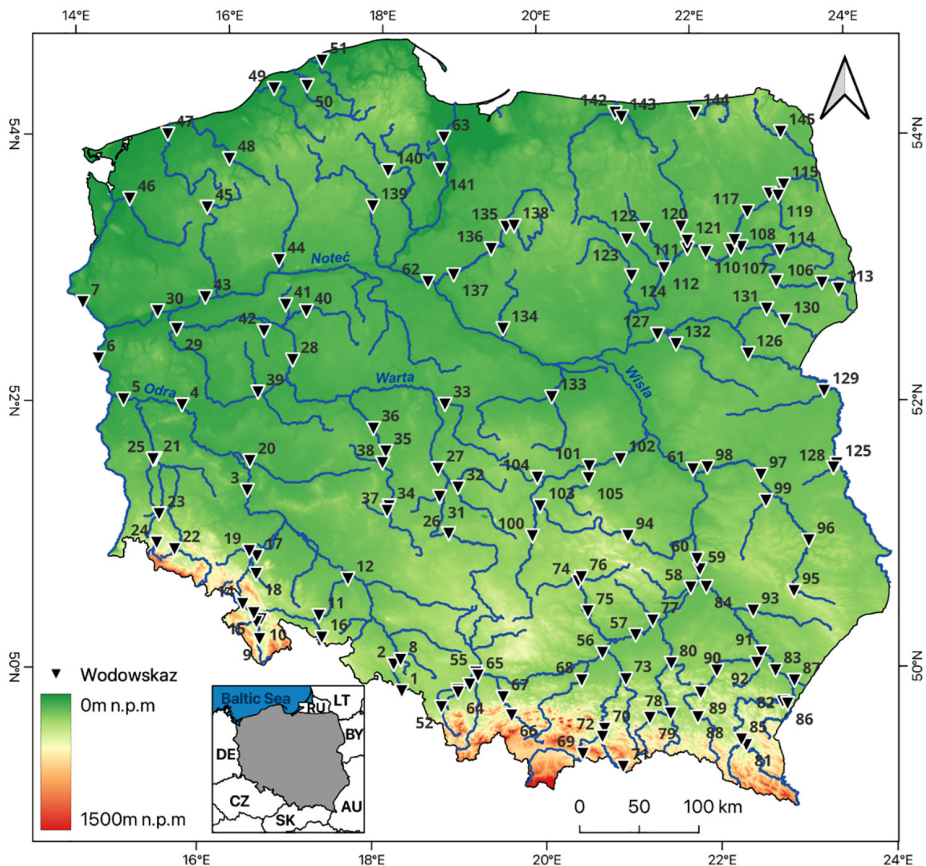 14°E 16°E 18°E 20°E 22°E 24°E
51
49
50
142 143 144
54°N 54°N
47 63 145
48 140
115
46 45 139 141 117 119
135 138 122 120
136 121 108 114
44 123 111
Noteć
62 137 110 107 106 113
7 30 43 41 40 124 112
131 130
42 134 127 132
29 28 126
6
39 Warta Wisła 129
5 Odra 4 33 133
52°N 52°N
36
25 21 20 38 35 27 104 101 102 61 98 97 128 125
3 32 103 105 99
23 37 34 31
24 22 19 17 26 100 94 96
60 59
18 12 74 76 58 95
14 75 84 93
11 77
15 10 16 57
9 56 91
50°N 50°N
2 8 55 65 68 73 80 90 83 87
1 67 92 82
52 64 66 72 70 78 89 86
69 79 88 85
71 81
Wodowskaz
0m n.p.m
1500m n.p.m
Baltic Sea
RU LT
BY
DE
CZ AU
SK
0 50 100 km
16°E 18°E 20°E 22°E 24°E